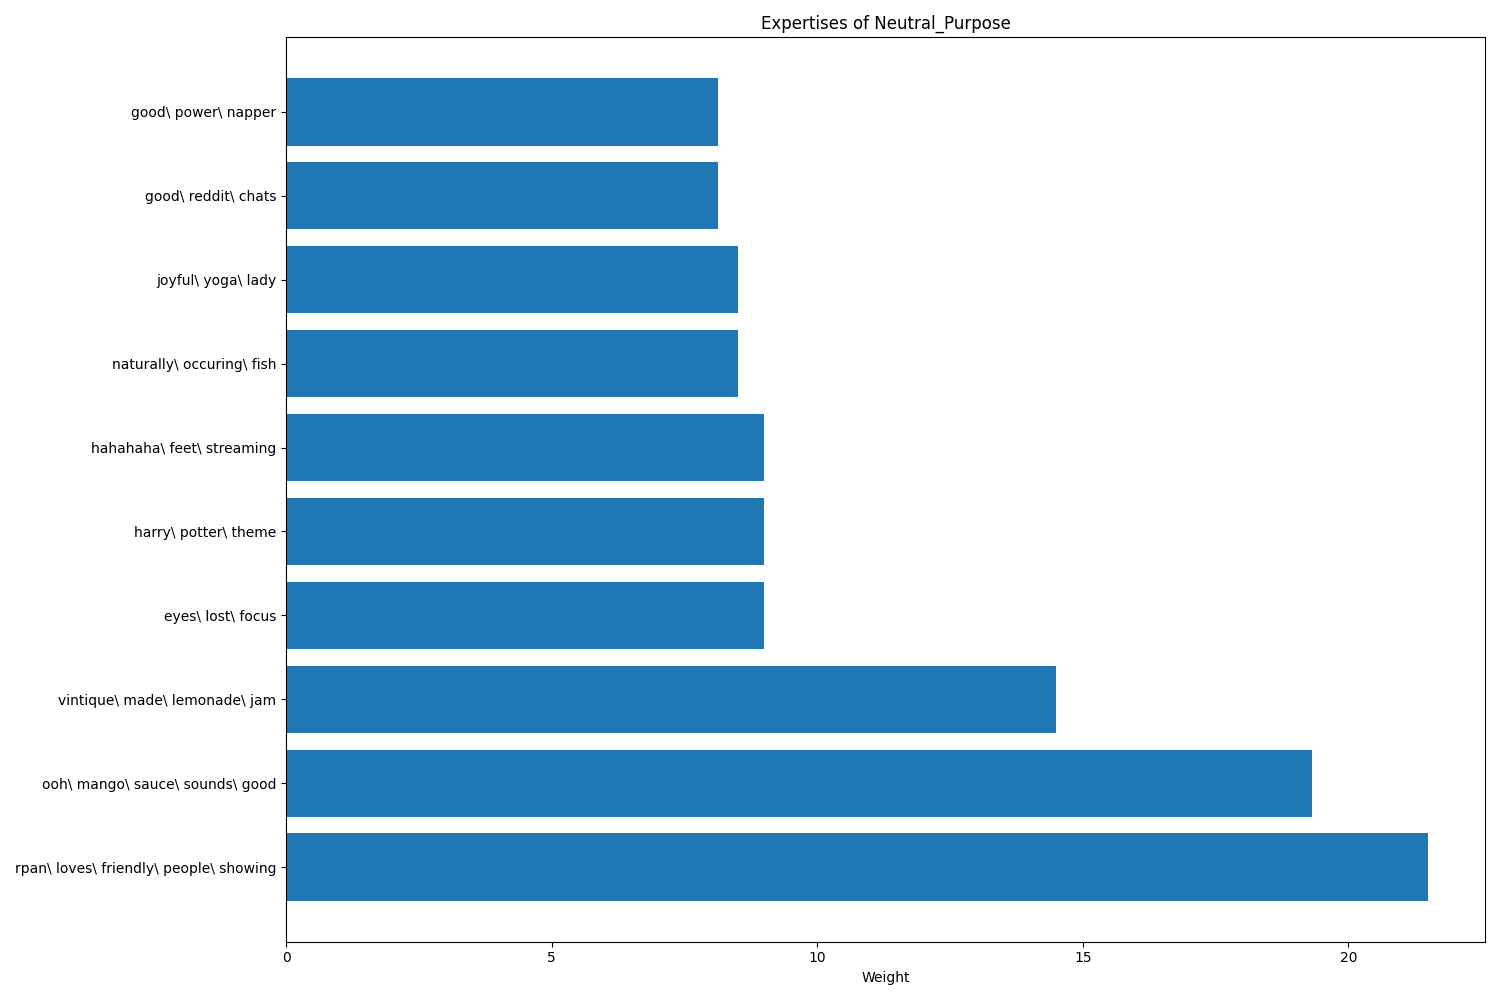 Expertises of Neutral_Purpose
good\ power\ napper
good\ reddit\ chats
joyful\ yoga\ lady
naturally\ occuring\ fish
hahahaha\ feet\ streaming
harry\ potter\ theme
eyes\ lost\ focus
vintique\ made\ lemonade\ jam
ooh\ mango\ sauce\ sounds\ good
rpan\ loves\ friendly\ people\ showing
0 5 10 15 20
Weight